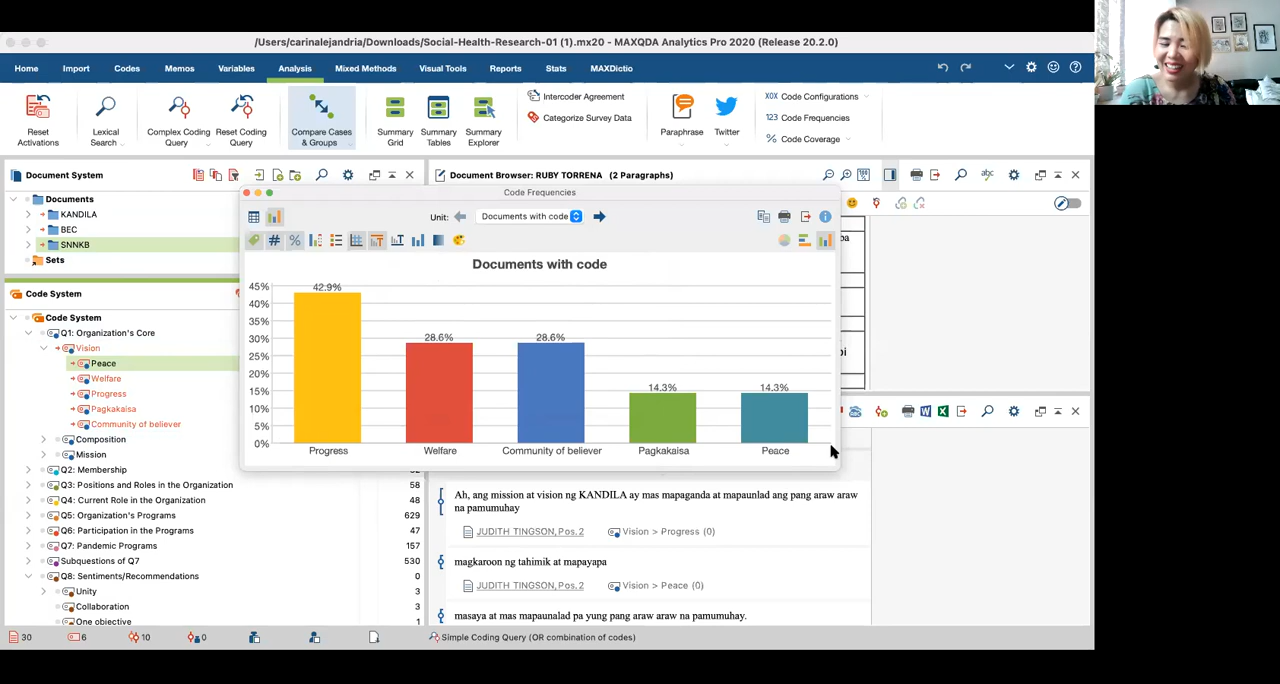 /Users/carinalejandria/Downloads/Social-Health-Research-01 (1).mx20 - MAXQDA Analytics Pro 2020 (Release 20.2.0)
Home Import Codes Memos Variables Analysis Mixed Methods Visual Tools Reports Stats MAXDictio
Reset Activations
Lexical Search
Complex Coding Query
Reset Coding Query
Compare Cases & Groups
Summary Grid
Summary Tables
Summary Explorer
Intercoder Agreement
Categorize Survey Data
Paraphrase
Twitter
XOX Code Configurations
123 Code Frequencies
% Code Coverage
Document System
Documents
KANDILA
BEC
SNNKB
Sets
Document Browser: RUBY TORRENA (2 Paragraphs)
Code System
Code System
Q1: Organization's Core
Vision
Peace
Welfare
Progress
Pagkakaisa
Community of believer
Composition
Mission
Q2: Membership
Q3: Positions and Roles in the Organization 58
Q4: Current Role in the Organization 48
Q5: Organization's Programs 629
Q6: Participation in the Programs 47
Q7: Pandemic Programs 157
Subquestions of Q7 530
Q8: Sentiments/Recommendations 0
Unity 3
Collaboration 3
One objective 1
Code Frequencies
Unit: Documents with code
Documents with code
45%
40%
35%
30%
25%
20%
15%
10%
5%
0%
42.9% 28.6% 28.6% 14.3% 14.3%
Progress Welfare Community of believer Pagkakaisa Peace
Ah, ang mission at vision ng KANDILA ay mas mapaganda at mapaunlad ang pang araw araw
na pamumuhay
JUDITH TINGSON, Pos. 2 Vision > Progress (0)
magkaroon ng tahimik at mapayapa
JUDITH TINGSON, Pos. 2 Vision > Peace (0)
masaya at mas mapaunalad pa yung pang araw araw na pamumuhay.
30 6 10 0 Simple Coding Query (OR combination of codes)